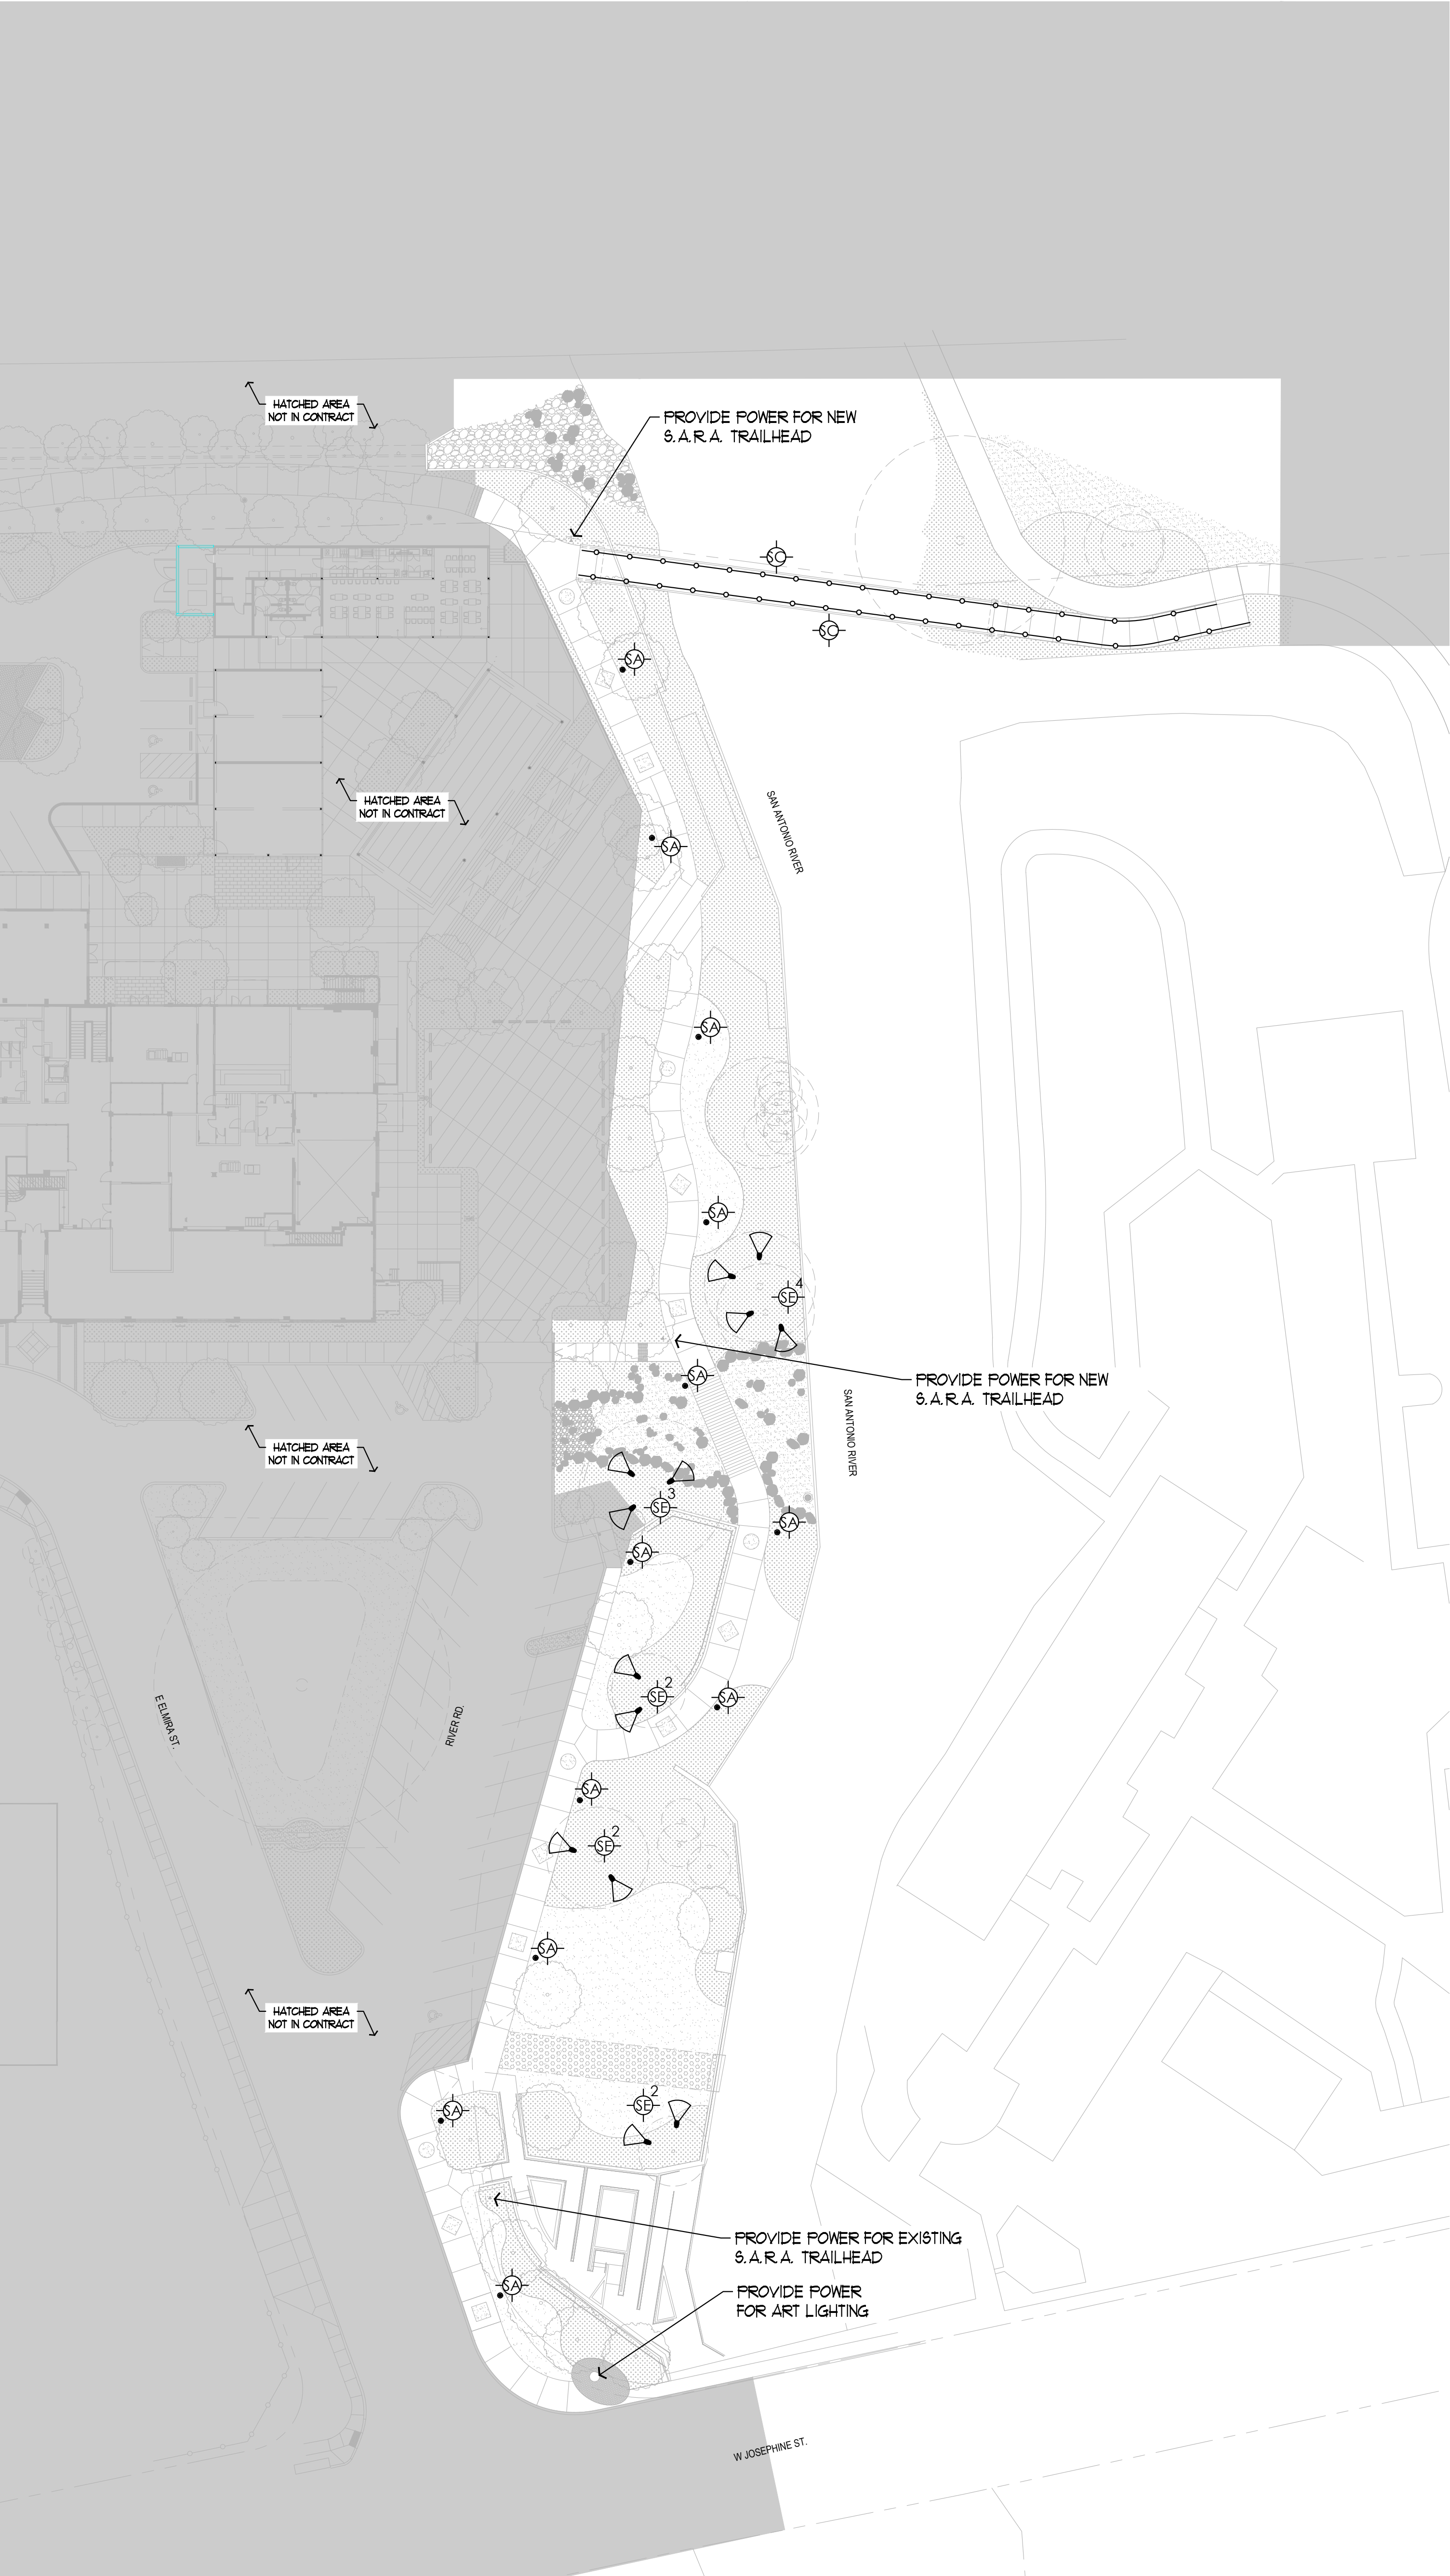 HATCHED AREA
NOT IN CONTRACT
PROVIDE POWER FOR NEW
S.A.R.A. TRAILHEAD
SC
SC
SA
HATCHED AREA
NOT IN CONTRACT
SAN ANTONIO RIVER
SA
SA
SA
SE 4
SA
PROVIDE POWER FOR NEW
S.A.R.A. TRAILHEAD
SAN ANTONIO RIVER
HATCHED AREA
NOT IN CONTRACT
SE 3
SA
SA
SE 2
SA
E ELMIRA ST.
RIVER RD.
SA
SE 2
SA
HATCHED AREA
NOT IN CONTRACT
SE 2
SA
PROVIDE POWER FOR EXISTING
S.A.R.A. TRAILHEAD
SA
PROVIDE POWER
FOR ART LIGHTING
W JOSEPHINE ST.